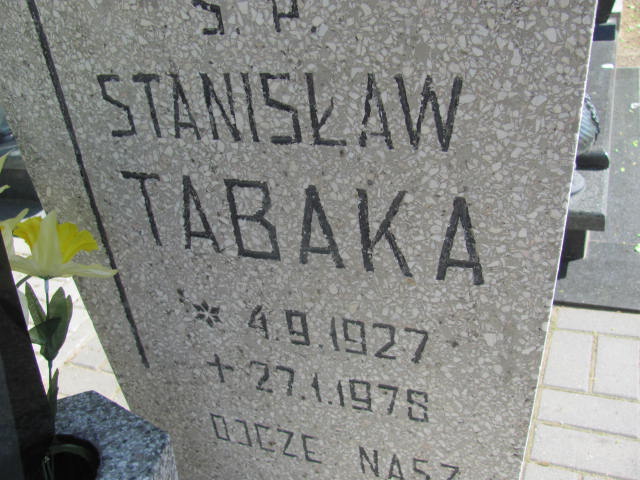 Ś. P.
STANISŁAW
TABAKA
* 4.9.1927
+ 27.1.1978
OJCZE NASZ